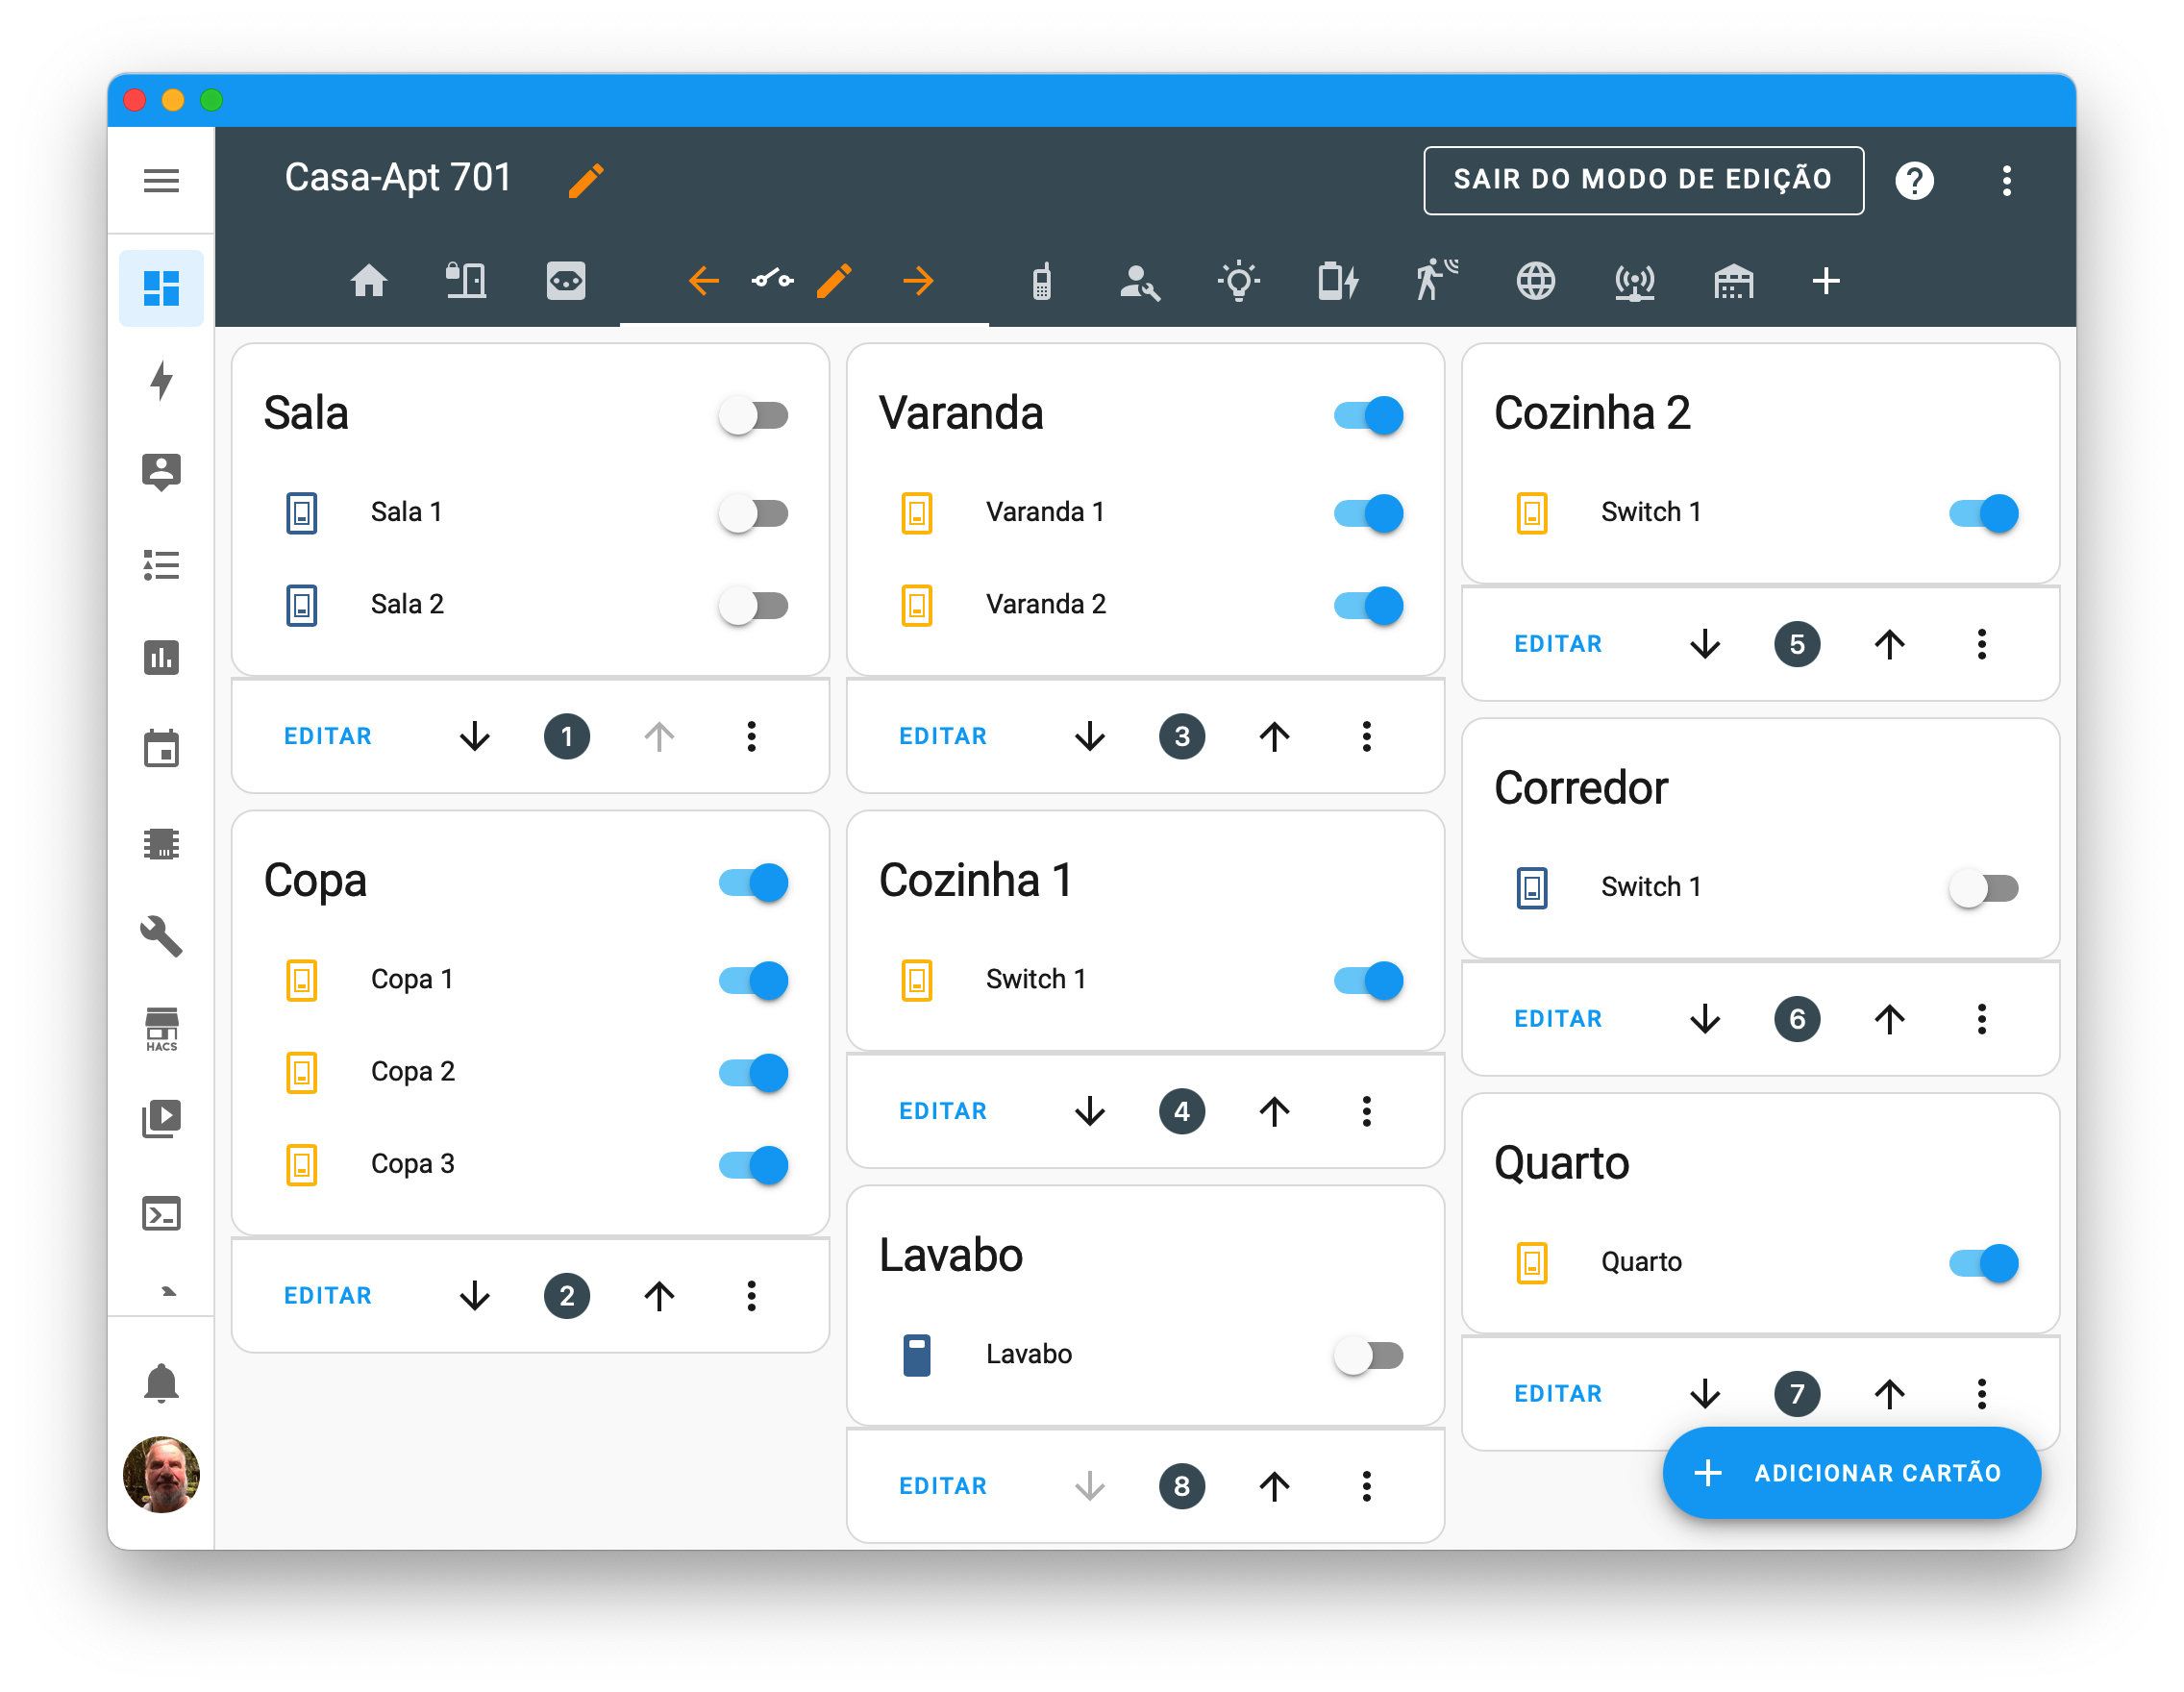 Casa-Apt 701
SAIR DO MODO DE EDIÇÃO
?
HACS
Sala
Sala 1
Sala 2
EDITAR
1
Copa
Copa 1
Copa 2
Copa 3
EDITAR
2
Varanda
Varanda 1
Varanda 2
EDITAR
3
Cozinha 1
Switch 1
EDITAR
4
Lavabo
Lavabo
EDITAR
8
Cozinha 2
Switch 1
EDITAR
5
Corredor
Switch 1
EDITAR
6
Quarto
Quarto
EDITAR
7
+ ADICIONAR CARTÃO